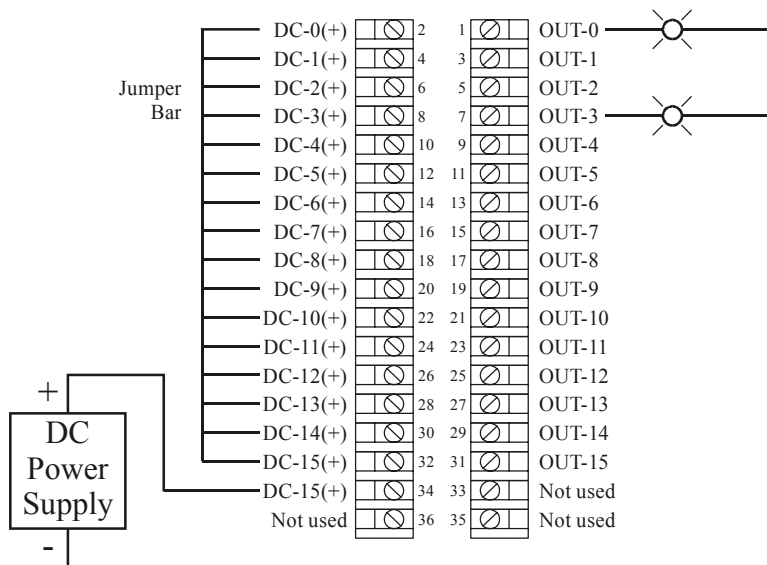 DC-0(+) 2 1 OUT-0
DC-1(+) 4 3 OUT-1
DC-2(+) 6 5 OUT-2
DC-3(+) 8 7 OUT-3
DC-4(+) 10 9 OUT-4
DC-5(+) 12 11 OUT-5
DC-6(+) 14 13 OUT-6
DC-7(+) 16 15 OUT-7
DC-8(+) 18 17 OUT-8
DC-9(+) 20 19 OUT-9
DC-10(+) 22 21 OUT-10
DC-11(+) 24 23 OUT-11
DC-12(+) 26 25 OUT-12
DC-13(+) 28 27 OUT-13
DC-14(+) 30 29 OUT-14
DC-15(+) 32 31 OUT-15
DC-15(+) 34 33 Not used
Not used 36 35 Not used
Jumper
Bar
+
DC
Power
Supply
-